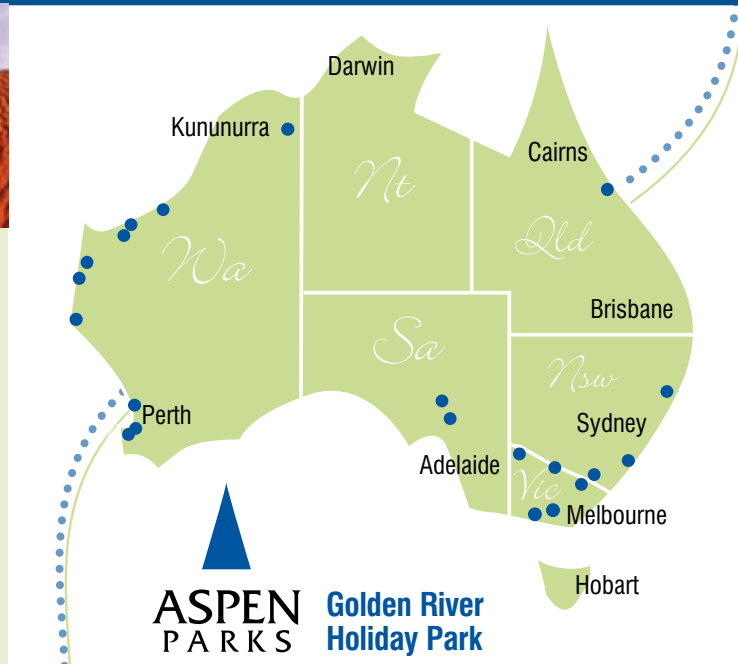 Darwin
Kununurra
Cairns
Nt
Qld
Wa
Brisbane
Sa
Nsw
Perth
Sydney
Adelaide
Vic
Melbourne
Hobart
ASPEN
PARKS
Golden River
Holiday Park